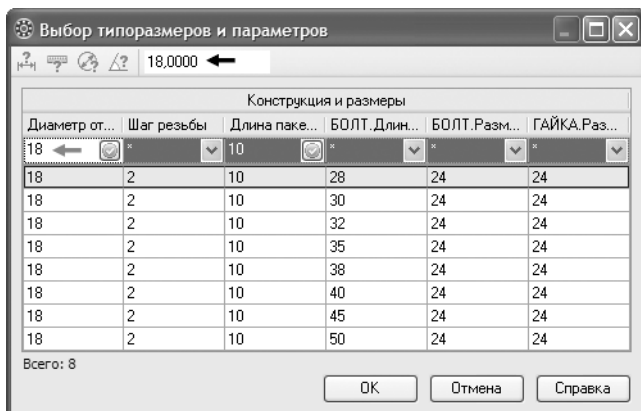 Выбор типоразмеров и параметров
18,0000
Конструкция и размеры
Диаметр от... Шаг резьбы Длина паке... БОЛТ.Длин... БОЛТ.Разм... ГАЙКА.Раз...
18 * 10 * * *
18 2 10 28 24 24
18 2 10 30 24 24
18 2 10 32 24 24
18 2 10 35 24 24
18 2 10 38 24 24
18 2 10 40 24 24
18 2 10 45 24 24
18 2 10 50 24 24
Всего: 8
OK Отмена Справка